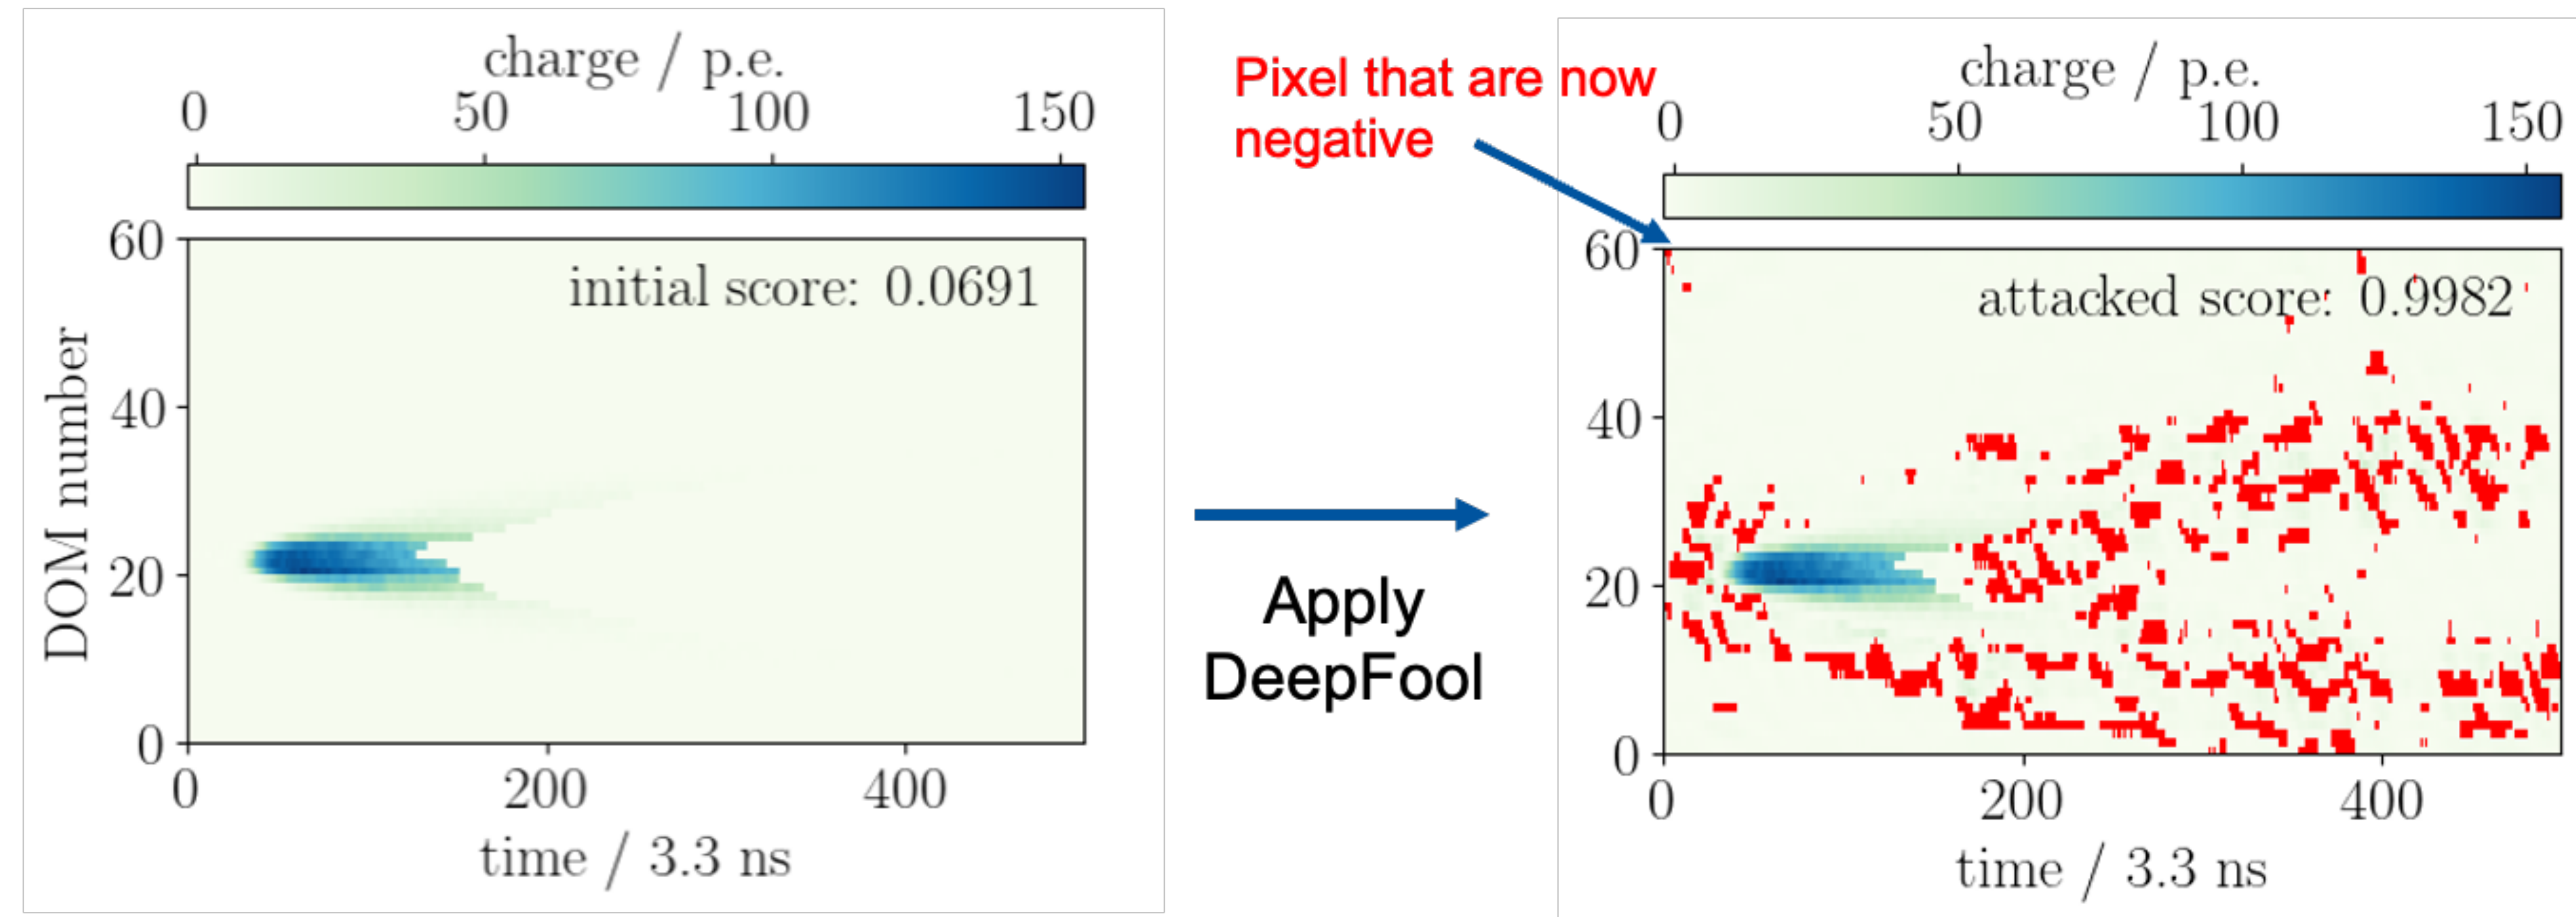 charge / p.e.
0 50 100 150
60
initial score: 0.0691
40
DOM number
20
0
0 200 400
time / 3.3 ns
Pixel that are now
negative
Apply
DeepFool
charge / p.e.
0 50 100 150
60
attacked score: 0.9982
40
20
0
0 200 400
time / 3.3 ns